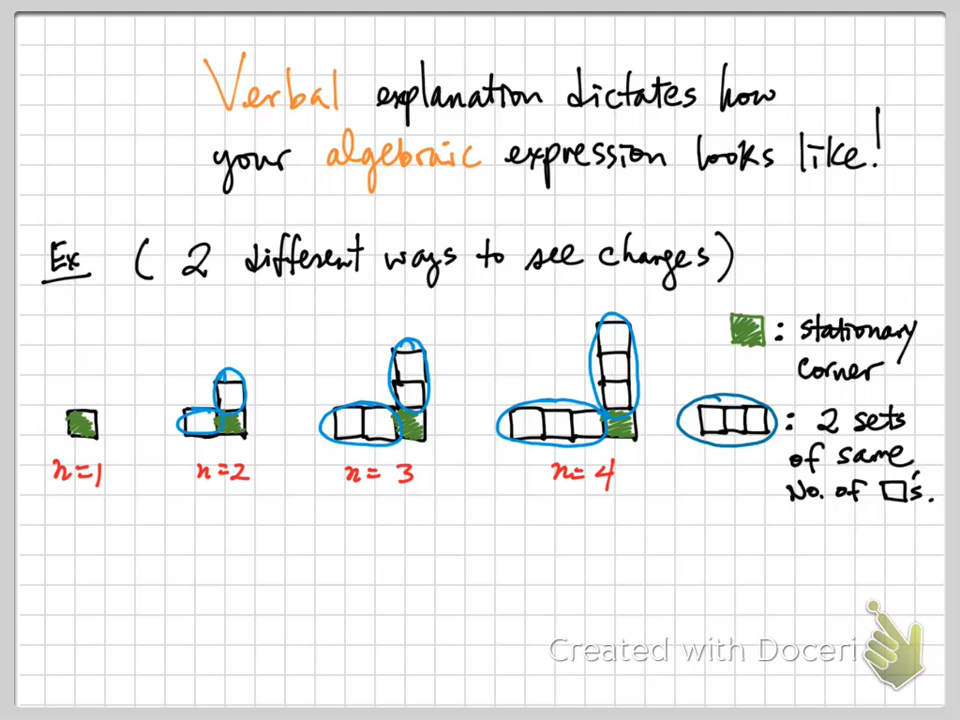 Verbal explanation dictates how
your algebraic expression looks like!
Ex ( 2 different ways to see changes )
: stationary
corner
: 2 sets
of same
No. of □'s.
n=1
n=2
n= 3
n= 4
Created with Doceri